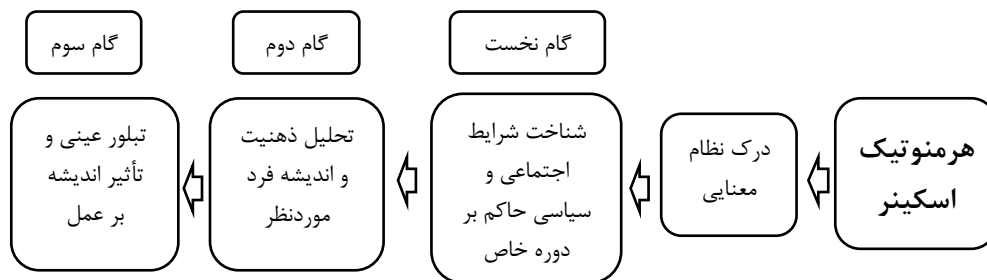 گام نخست
گام دوم
گام سوم
هرمنوتیک
اسکینر
درک نظام
معنایی
شناخت شرایط
اجتماعی و
سیاسی حاکم بر
دوره خاص
تحلیل ذهنیت
و اندیشه فرد
موردنظر
تبلور عینی و
تأثیر اندیشه
بر عمل